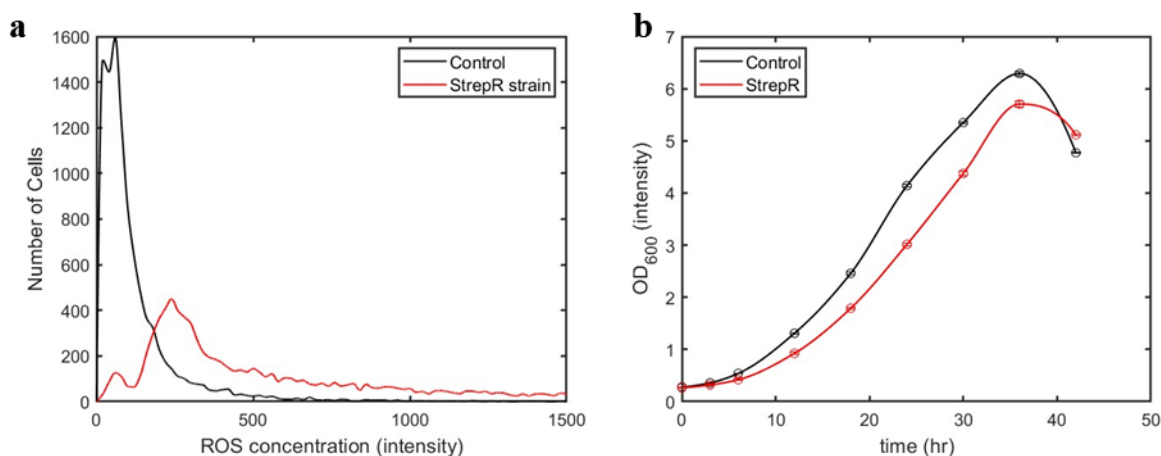 a
1600
1400
1200
1000
800
600
400
200
0
Number of Cells
0
500
1000
1500
ROS concentration (intensity)
Control
StrepR strain
b
7
6
5
4
3
2
1
0
OD600 (intensity)
0
10
20
30
40
50
time (hr)
Control
StrepR